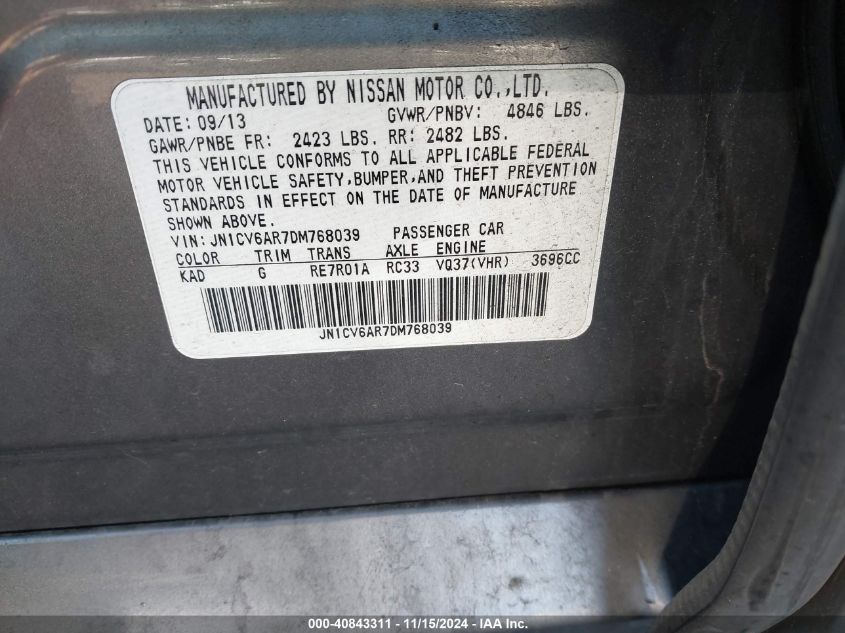 MANUFACTURED BY NISSAN MOTOR CO.,LTD.
DATE: 09/13 GVWR/PNBV: 4846 LBS.
GAWR/PNBE FR: 2423 LBS. RR: 2482 LBS.
THIS VEHICLE CONFORMS TO ALL APPLICABLE FEDERAL
MOTOR VEHICLE SAFETY,BUMPER,AND THEFT PREVENTION
STANDARDS IN EFFECT ON THE DATE OF MANUFACTURE
SHOWN ABOVE.
VIN: JN1CV6AR7DM768039 PASSENGER CAR
COLOR TRIM TRANS AXLE ENGINE
KAD G RE7R01A RC33 VQ37(VHR) 3696CC
JN1CV6AR7DM768039
000-40843311 - 11/15/2024 - © IAA Inc.